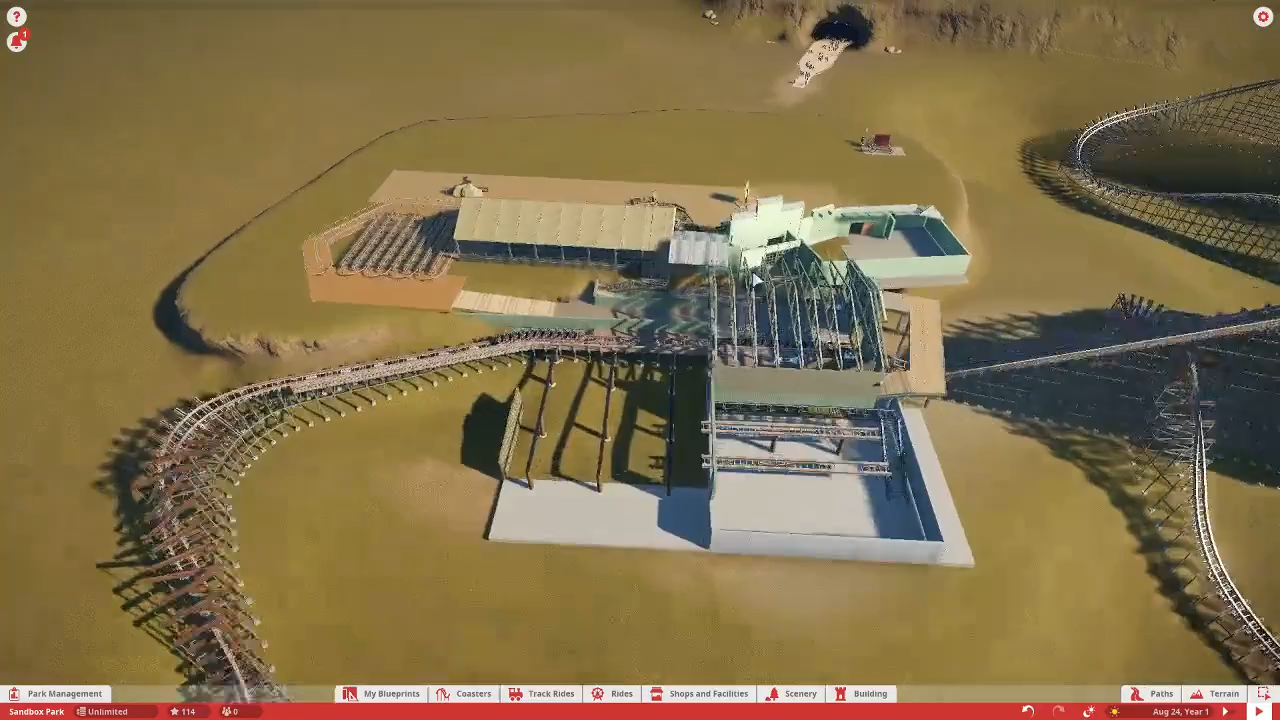 ?
1
Park Management
My Blueprints
Coasters
Track Rides
Rides
Shops and Facilities
Scenery
Building
Paths
Terrain
Sandbox Park
Unlimited
114
0
Aug 24, Year 1